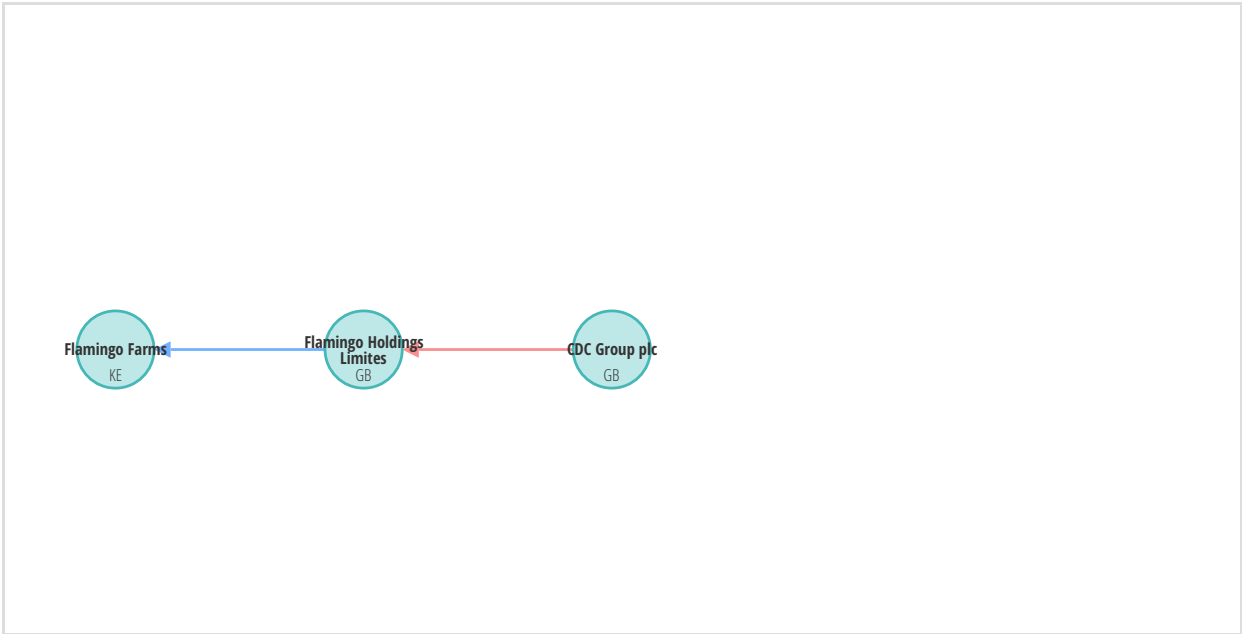 Flamingo Farms
KE
Flamingo Holdings
Limites
GB
CDC Group plc
GB